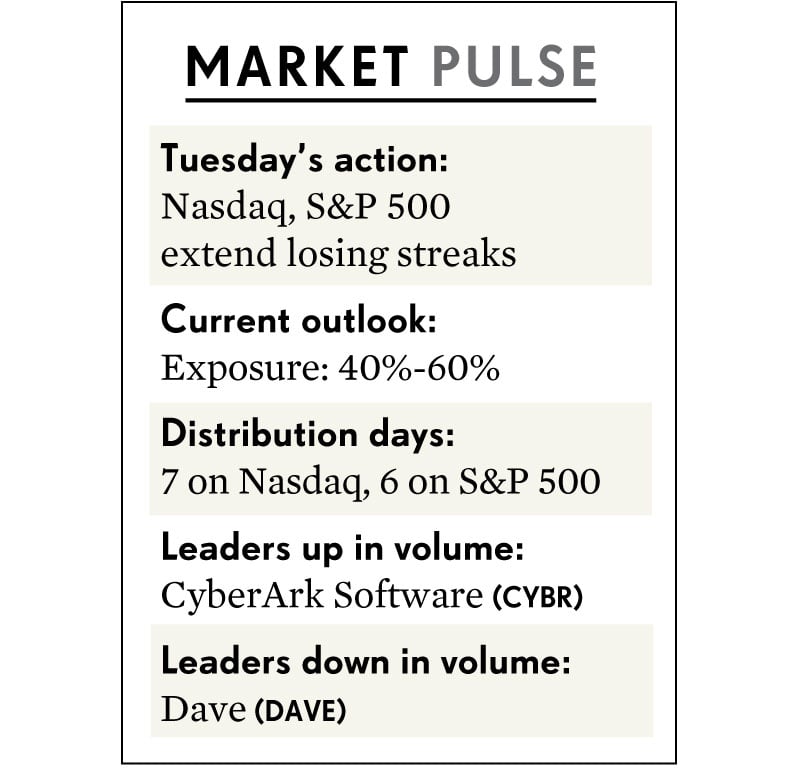 MARKET PULSE
Tuesday's action:
Nasdaq, S&P 500
extend losing streaks
Current outlook:
Exposure: 40%-60%
Distribution days:
7 on Nasdaq, 6 on S&P 500
Leaders up in volume:
CyberArk Software (CYBR)
Leaders down in volume:
Dave (DAVE)